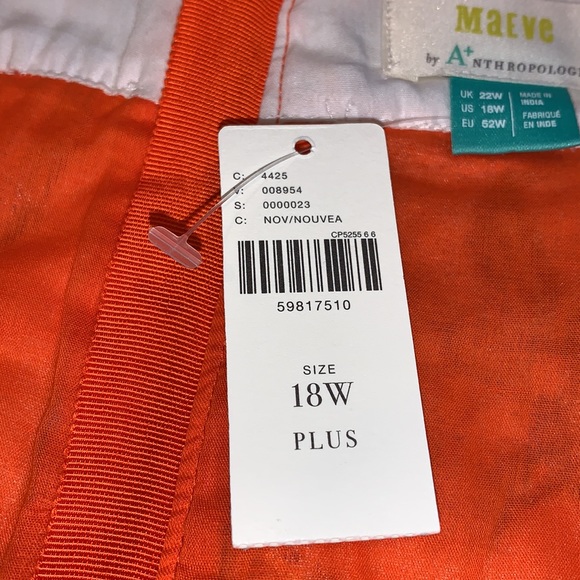 MaEve
by A+NTHROPOLOGI
UK 22W
US 18W
EU 52W
MADE IN
INDIA
FABRIQUÉ
EN INDE
C: 4425
008954
S: 0000023
C: NOV/NOUVEA
CP5255 6 6
59817510
SIZE
18W
PLUS